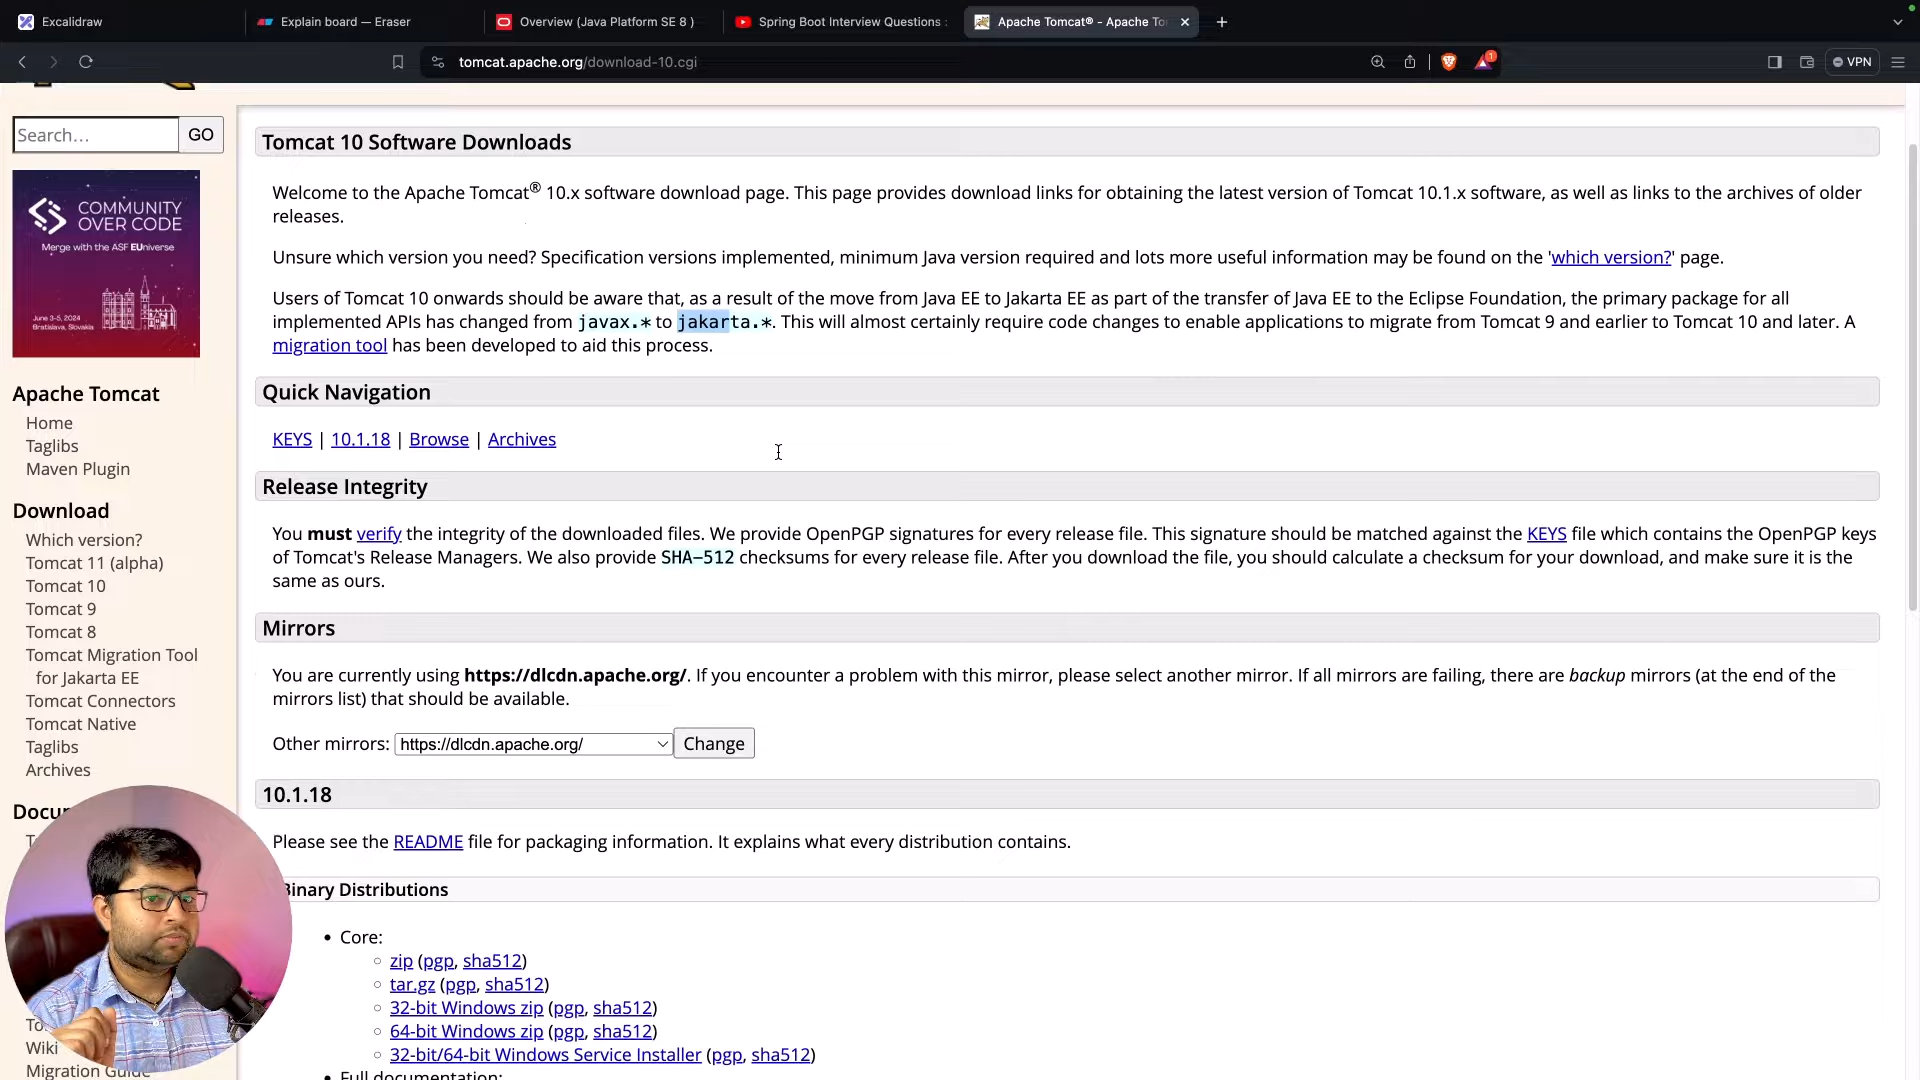 Excalidraw
Explain board — Eraser
Overview (Java Platform SE 8 )
Spring Boot Interview Questions :
Apache Tomcat® - Apache To
tomcat.apache.org/download-10.cgi
1
VPN
Search...
GO
COMMUNITY
OVER CODE
Merge with the ASF EUniverse
June 3-5, 2024
Bratislava, Slovakia
Apache Tomcat
Home
Taglibs
Maven Plugin
Download
Which version?
Tomcat 11 (alpha)
Tomcat 10
Tomcat 9
Tomcat 8
Tomcat Migration Tool
for Jakarta EE
Tomcat Connectors
Tomcat Native
Taglibs
Archives
Docu
To
Wiki
Migration Guide
Tomcat 10 Software Downloads
Welcome to the Apache Tomcat® 10.x software download page. This page provides download links for obtaining the latest version of Tomcat 10.1.x software, as well as links to the archives of older
releases.
Unsure which version you need? Specification versions implemented, minimum Java version required and lots more useful information may be found on the 'which version?' page.
Users of Tomcat 10 onwards should be aware that, as a result of the move from Java EE to Jakarta EE as part of the transfer of Java EE to the Eclipse Foundation, the primary package for all
implemented APIs has changed from javax.* to jakarta.*. This will almost certainly require code changes to enable applications to migrate from Tomcat 9 and earlier to Tomcat 10 and later. A
migration tool has been developed to aid this process.
Quick Navigation
KEYS | 10.1.18 | Browse | Archives
Release Integrity
You must verify the integrity of the downloaded files. We provide OpenPGP signatures for every release file. This signature should be matched against the KEYS file which contains the OpenPGP keys
of Tomcat's Release Managers. We also provide SHA-512 checksums for every release file. After you download the file, you should calculate a checksum for your download, and make sure it is the
same as ours.
Mirrors
You are currently using https://dlcdn.apache.org/. If you encounter a problem with this mirror, please select another mirror. If all mirrors are failing, there are backup mirrors (at the end of the
mirrors list) that should be available.
Other mirrors: https://dlcdn.apache.org/ Change
10.1.18
Please see the README file for packaging information. It explains what every distribution contains.
Binary Distributions
• Core:
◦ zip (pgp, sha512)
◦ tar.gz (pgp, sha512)
◦ 32-bit Windows zip (pgp, sha512)
◦ 64-bit Windows zip (pgp, sha512)
◦ 32-bit/64-bit Windows Service Installer (pgp, sha512)
• Full documentation: